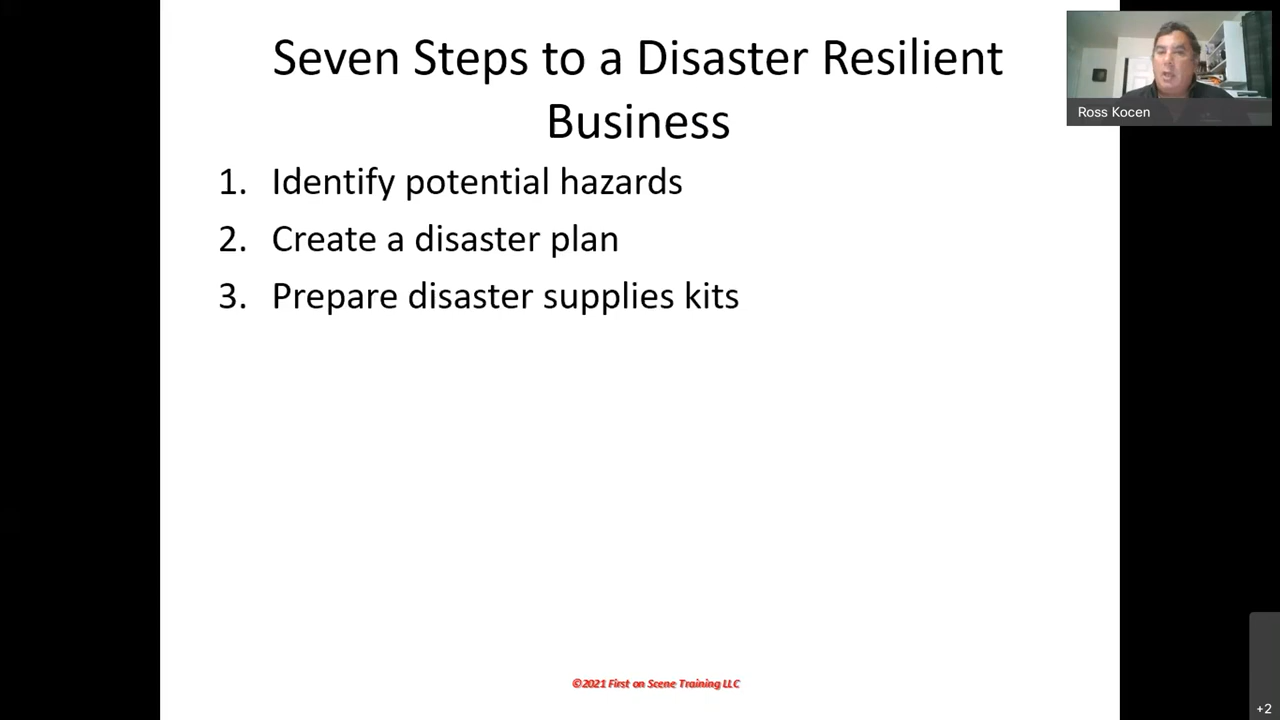 Seven Steps to a Disaster Resilient
Business
Ross Kocen
1. Identify potential hazards
2. Create a disaster plan
3. Prepare disaster supplies kits
©2021 First on Scene Training LLC
+2